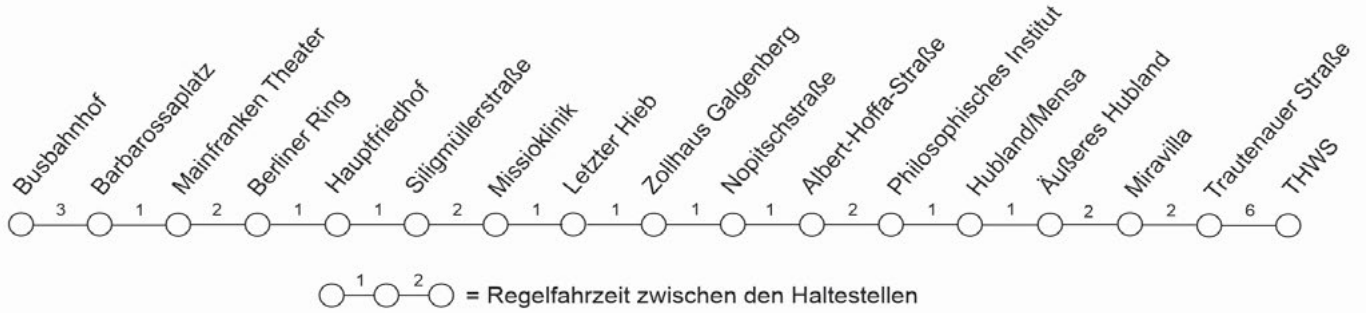 Busbahnhof
Barbarossaplatz
Mainfranken Theater
Berliner Ring
Hauptfriedhof
Siligmüllerstraße
Missioklinik
Letzter Hieb
Zollhaus Galgenberg
Nopitschstraße
Albert-Hoffa-Straße
Philosophisches Institut
Hubland/Mensa
Äußeres Hubland
Miravilla
Trautenauer Straße
THWS
3 1 2 1 1 2 1 1 1 1 2 1 1 2 2 6
1 2 = Regelfahrzeit zwischen den Haltestellen